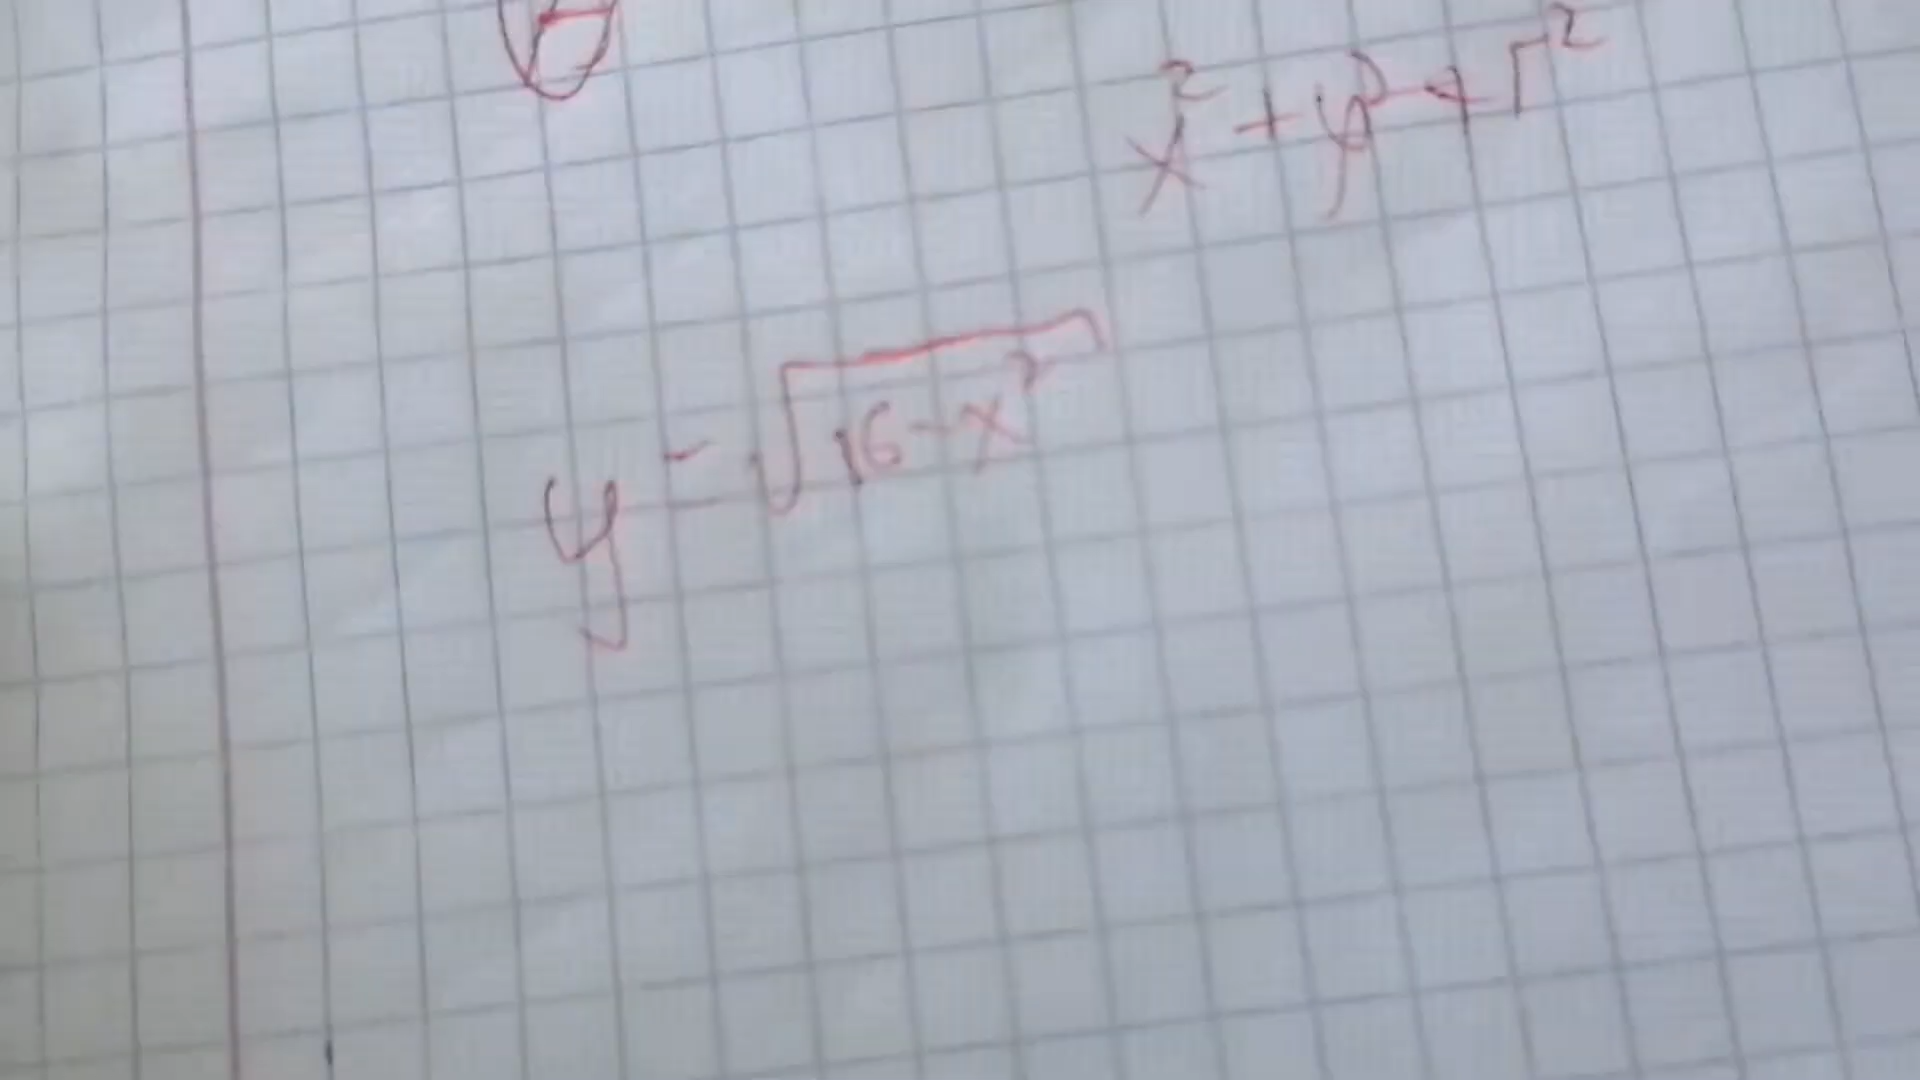 x² + y² + r²
y = √16-x²